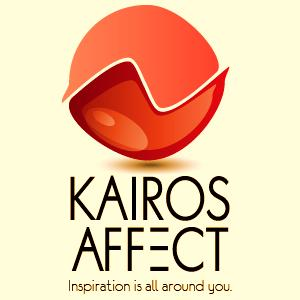 KAIROS
AFFECT
Inspiration is all around you.